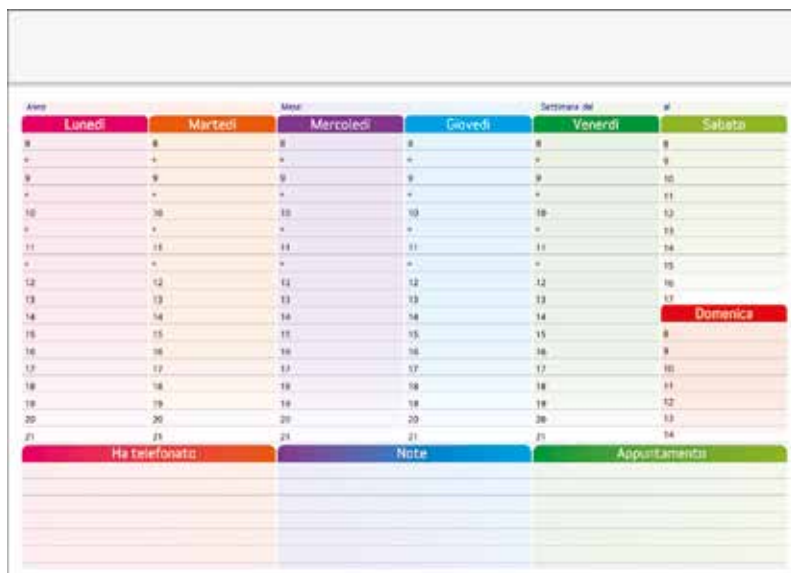 Anno Mese Settimana dal al
Lunedì Martedì Mercoledì Giovedì Venerdì Sabato
8 8 8 8 8 8
" " " " " 9
9 9 9 9 9 10
" " " " " 11
10 10 10 10 10 12
" " " " " 13
11 11 11 11 11 14
" " " " " 15
12 12 12 12 12 16
13 13 13 13 13 17
14 14 14 14 14 Domenica
15 15 15 15 15 8
16 16 16 16 16 9
17 17 17 17 17 10
18 18 18 18 18 11
19 19 19 19 19 12
20 20 20 20 20 13
21 21 21 21 21 14
Ha telefonato Note Appuntamento